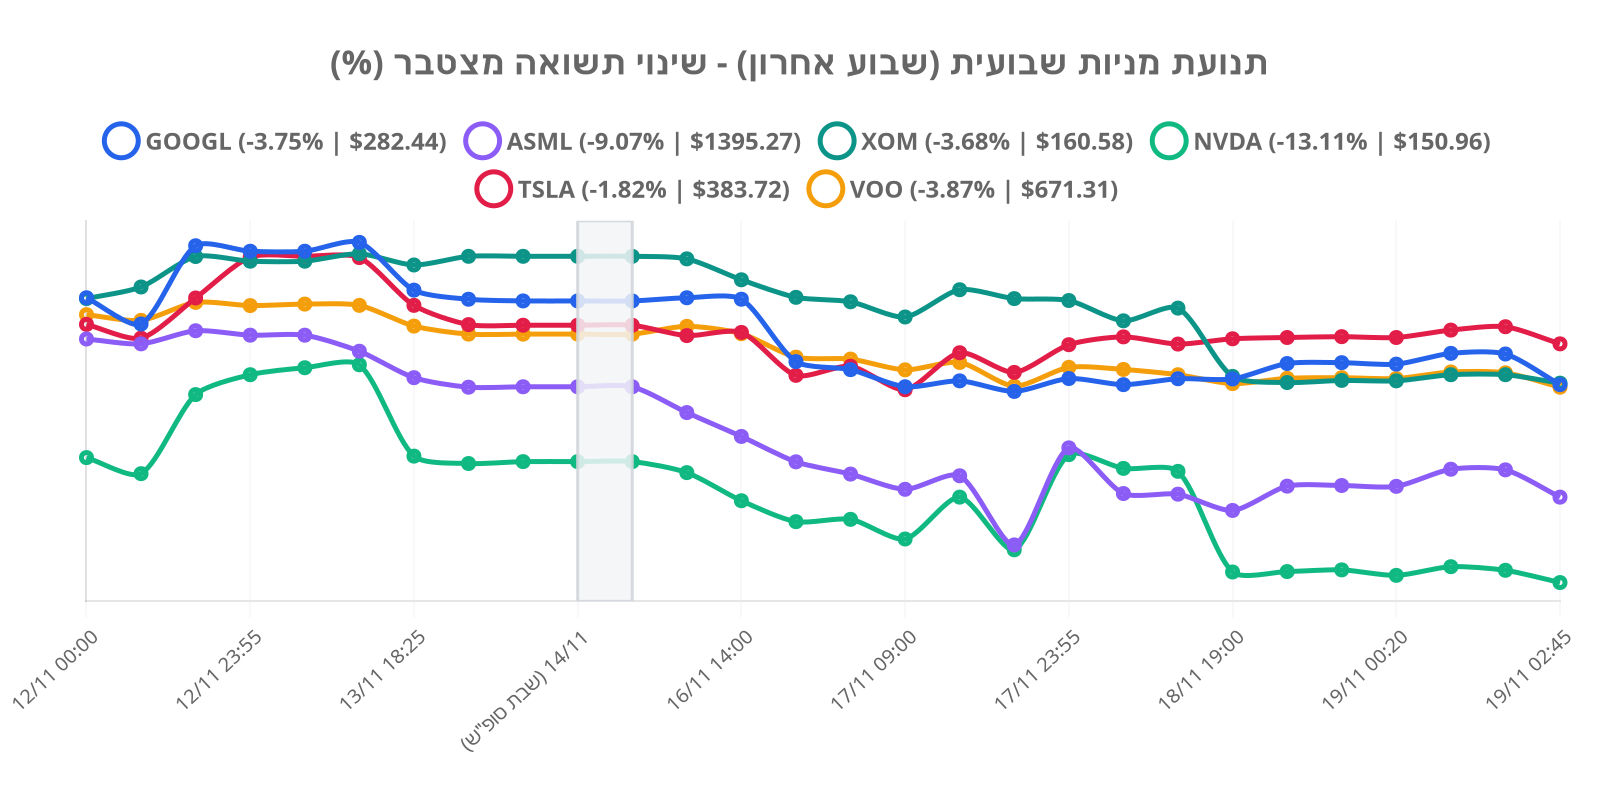 תנועת מניות שבועית (שבוע אחרון) - שינוי תשואה מצטבר (%)
GOOGL (-3.75% | $282.44) ASML (-9.07% | $1395.27) XOM (-3.68% | $160.58) NVDA (-13.11% | $150.96)
TSLA (-1.82% | $383.72) VOO (-3.87% | $671.31)
12/11 00:00
12/11 23:55
13/11 18:25
14/11 (שבת סופ"ש)
16/11 14:00
17/11 09:00
17/11 23:55
18/11 19:00
19/11 00:20
19/11 02:45